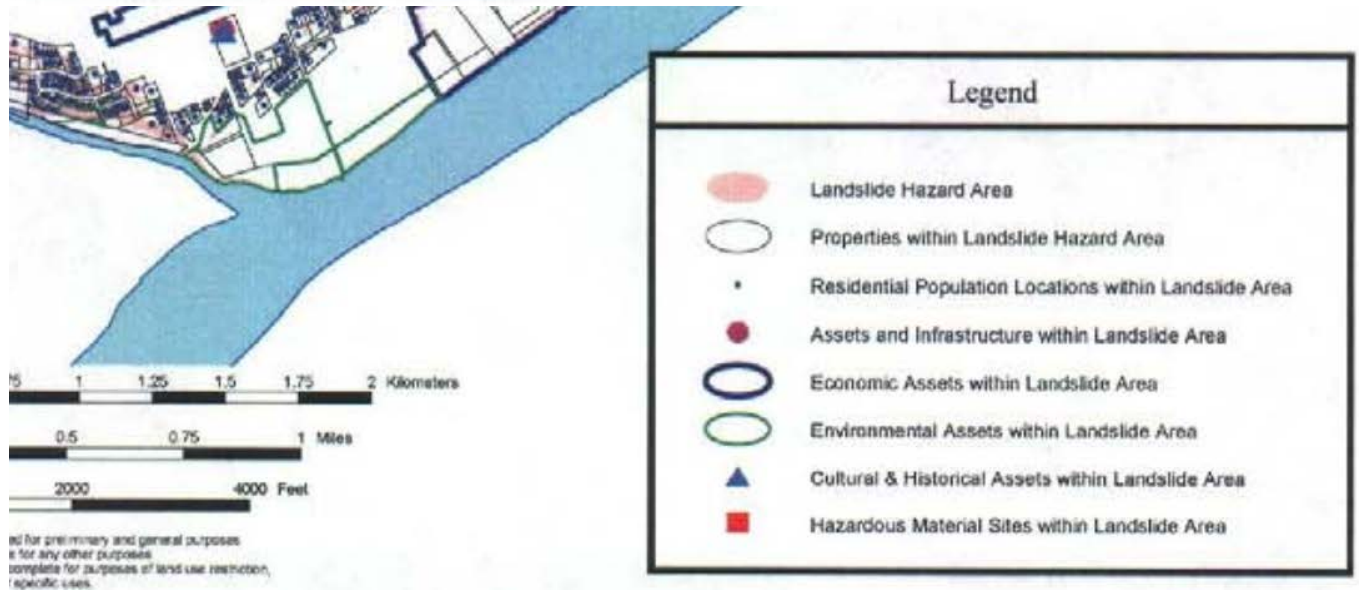 Legend
Landslide Hazard Area
Properties within Landslide Hazard Area
Residential Population Locations within Landslide Area
Assets and Infrastructure within Landslide Area
Economic Assets within Landslide Area
Environmental Assets within Landslide Area
Cultural & Historical Assets within Landslide Area
Hazardous Material Sites within Landslide Area
75 1 1.25 1.5 1.75 2 Kilometers
0.5 0.75 1 Miles
2000 4000 Feet
ed for preliminary and general purposes
e for any other purposes
complete for purposes of land use restriction,
specific uses.